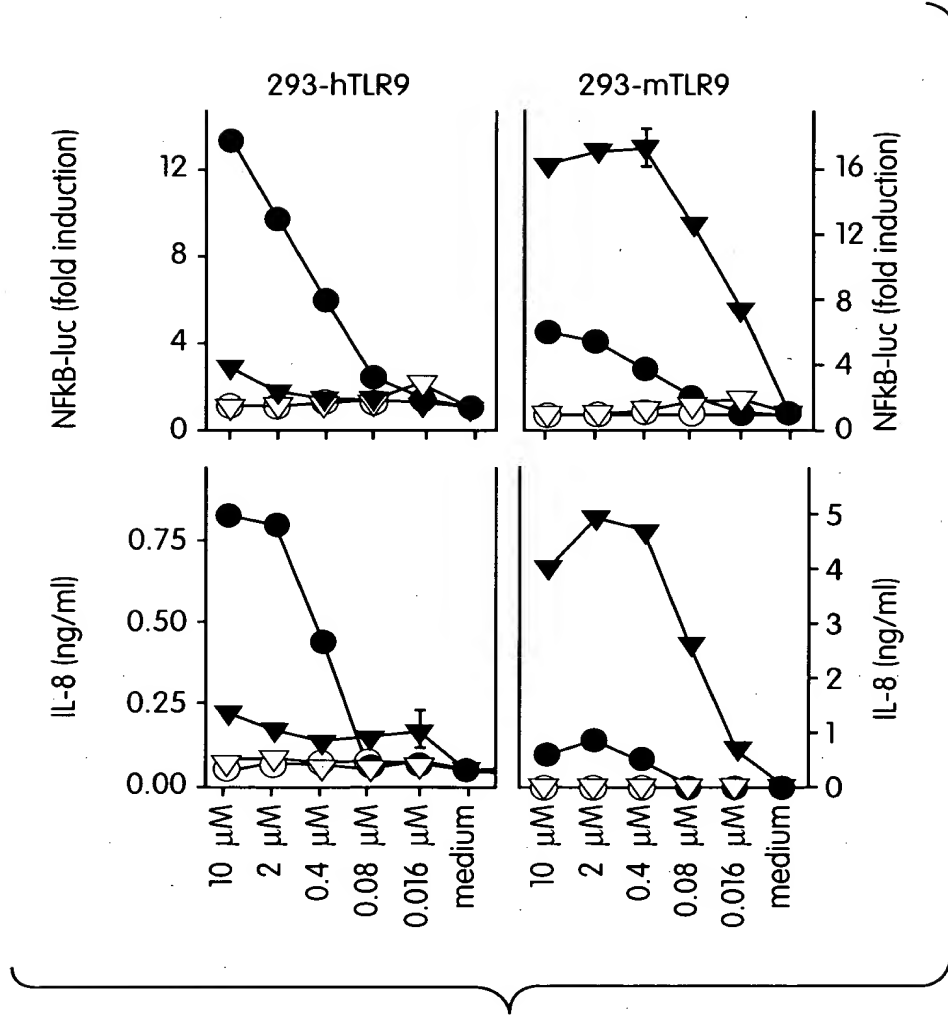 293-hTLR9
293-mTLR9
NFkB-luc (fold induction)
12
8
4
0
16
12
8
4
0
NFkB-luc (fold induction)
IL-8 (ng/ml)
0.75
0.50
0.25
0.00
5
4
3
2
1
0
IL-8 (ng/ml)
10 µM
2 µM
0.4 µM
0.08 µM
0.016 µM
medium
10 µM
2 µM
0.4 µM
0.08 µM
0.016 µM
medium